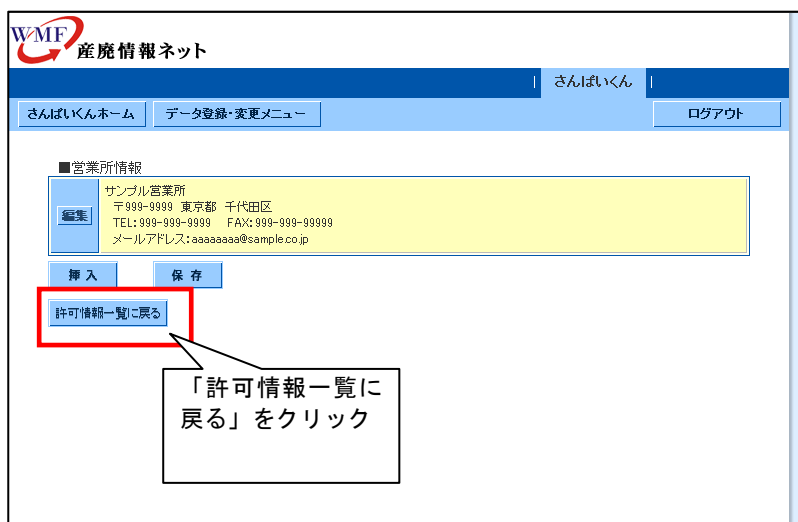 WMF 産廃情報ネット
さんぱいくん
さんぱいくんホーム データ登録・変更メニュー ログアウト
■営業所情報
サンプル営業所
編集
〒999-9999 東京都 千代田区
TEL:999-999-9999 FAX:999-999-99999
メールアドレス:aaaaaaaa@sample.co.jp
挿入 保存
許可情報一覧に戻る
「許可情報一覧に
戻る」をクリック